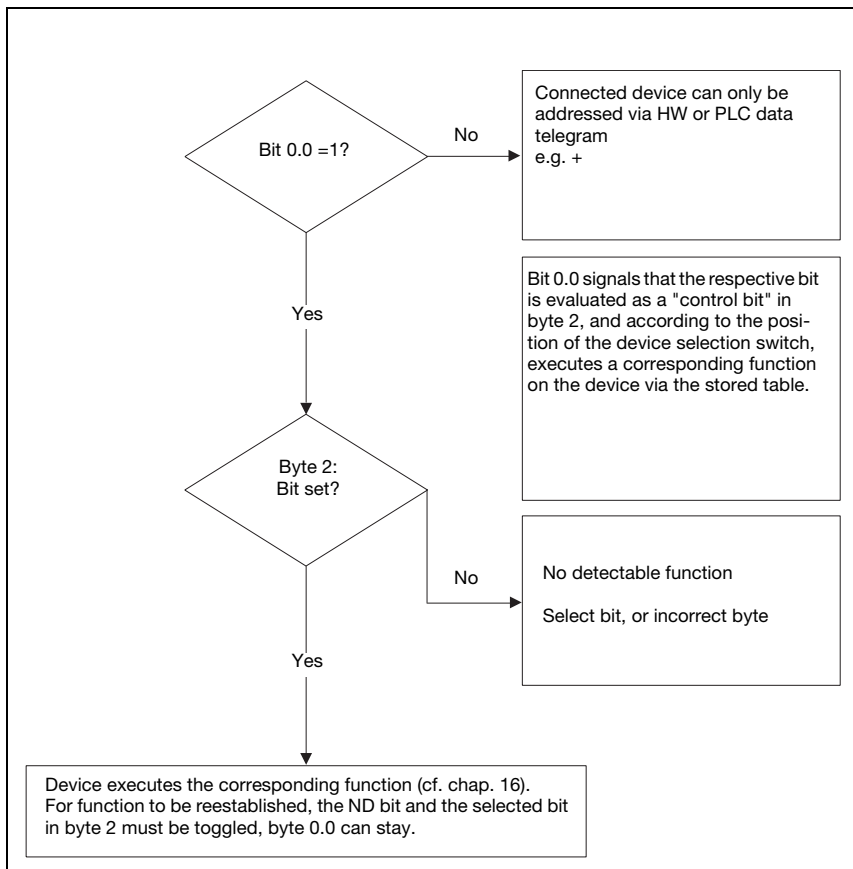 Bit 0.0 =1?
No
Connected device can only be
addressed via HW or PLC data
telegram
e.g. +
Yes
Bit 0.0 signals that the respective bit
is evaluated as a "control bit" in
byte 2, and according to the posi-
tion of the device selection switch,
executes a corresponding function
on the device via the stored table.
Byte 2:
Bit set?
No
No detectable function
Select bit, or incorrect byte
Yes
Device executes the corresponding function (cf. chap. 16).
For function to be reestablished, the ND bit and the selected bit
in byte 2 must be toggled, byte 0.0 can stay.